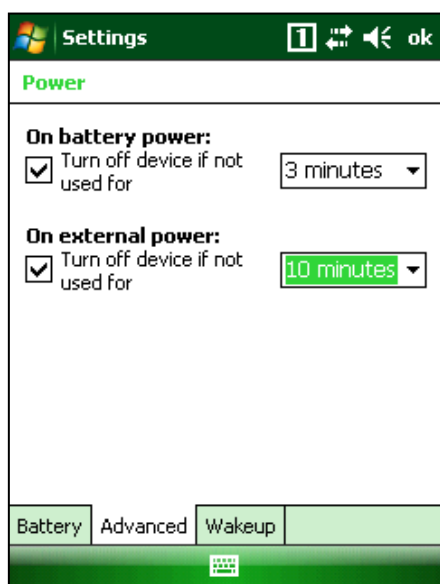 Settings 1 ok
Power
On battery power:
Turn off device if not
used for
3 minutes
On external power:
Turn off device if not
used for
10 minutes
Battery Advanced Wakeup